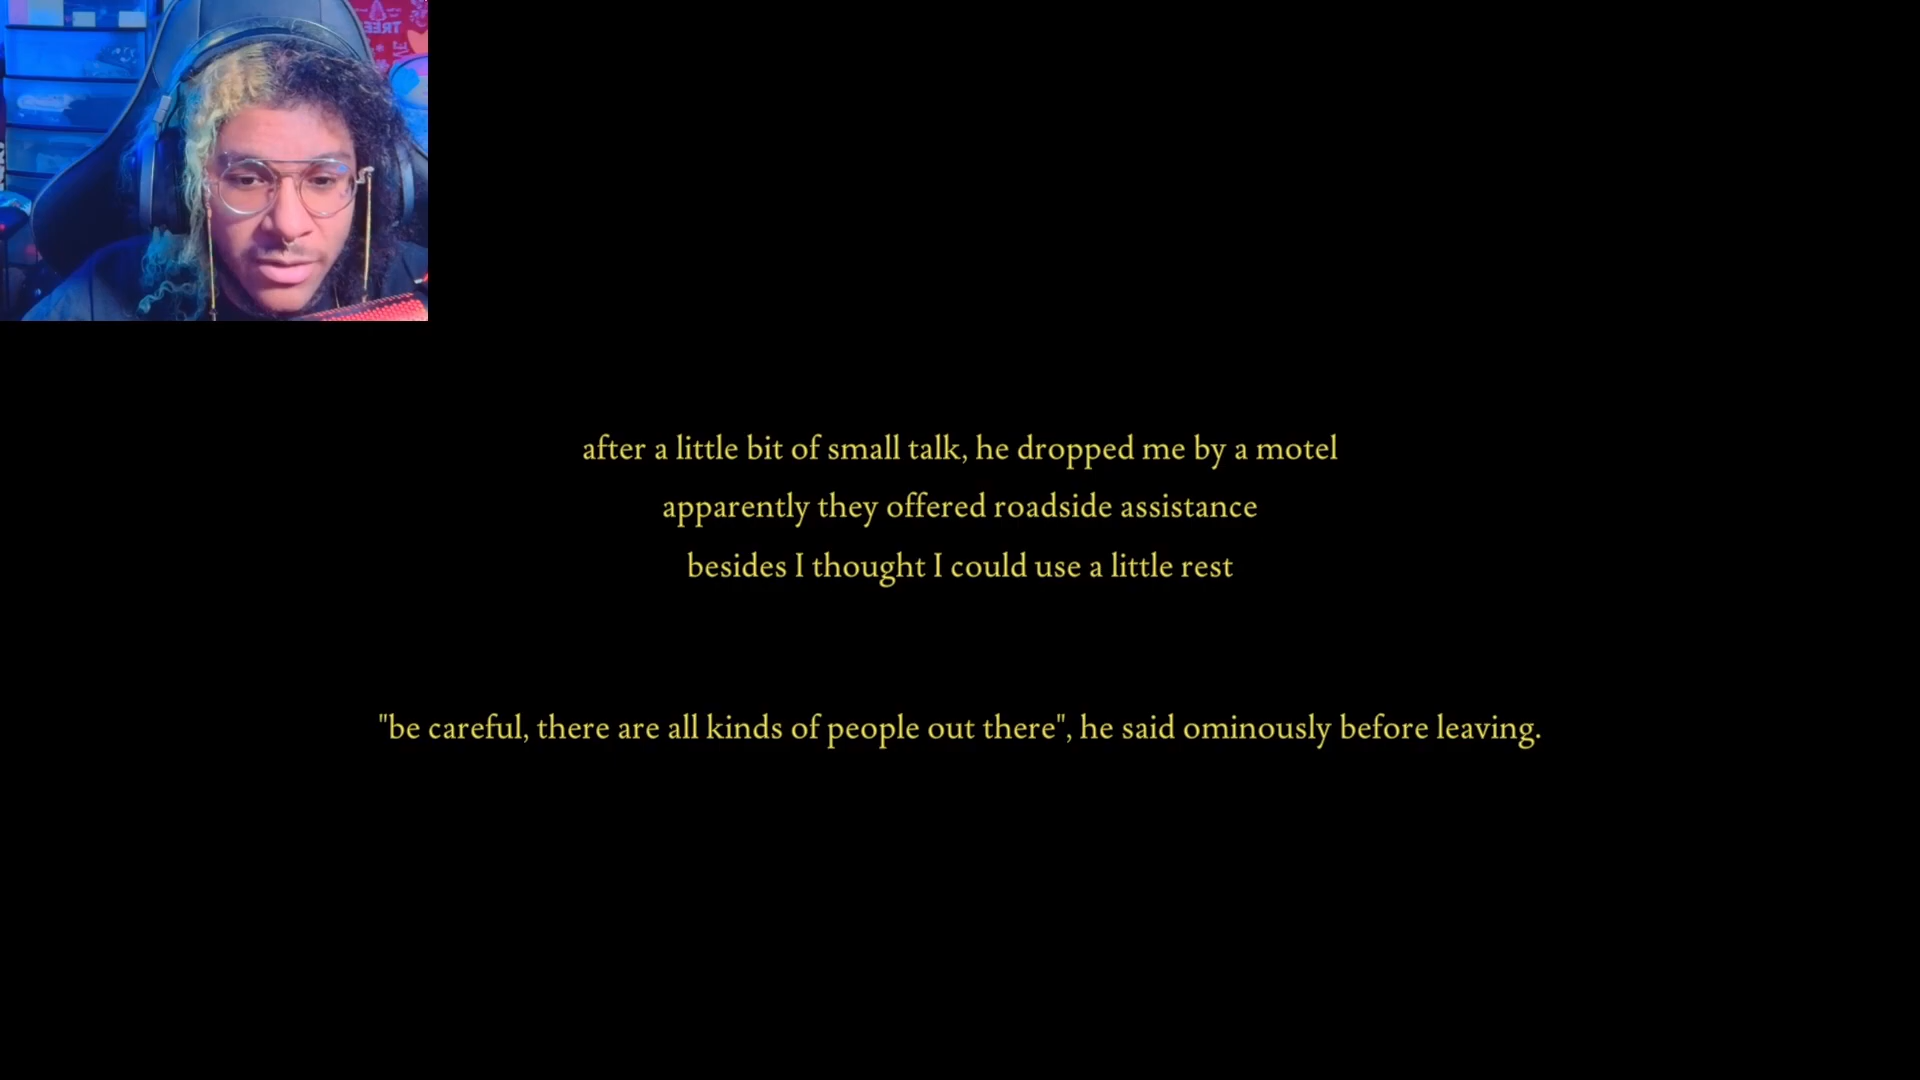 TREE
after a little bit of small talk, he dropped me by a motel
apparently they offered roadside assistance
besides I thought I could use a little rest
"be careful, there are all kinds of people out there", he said ominously before leaving.